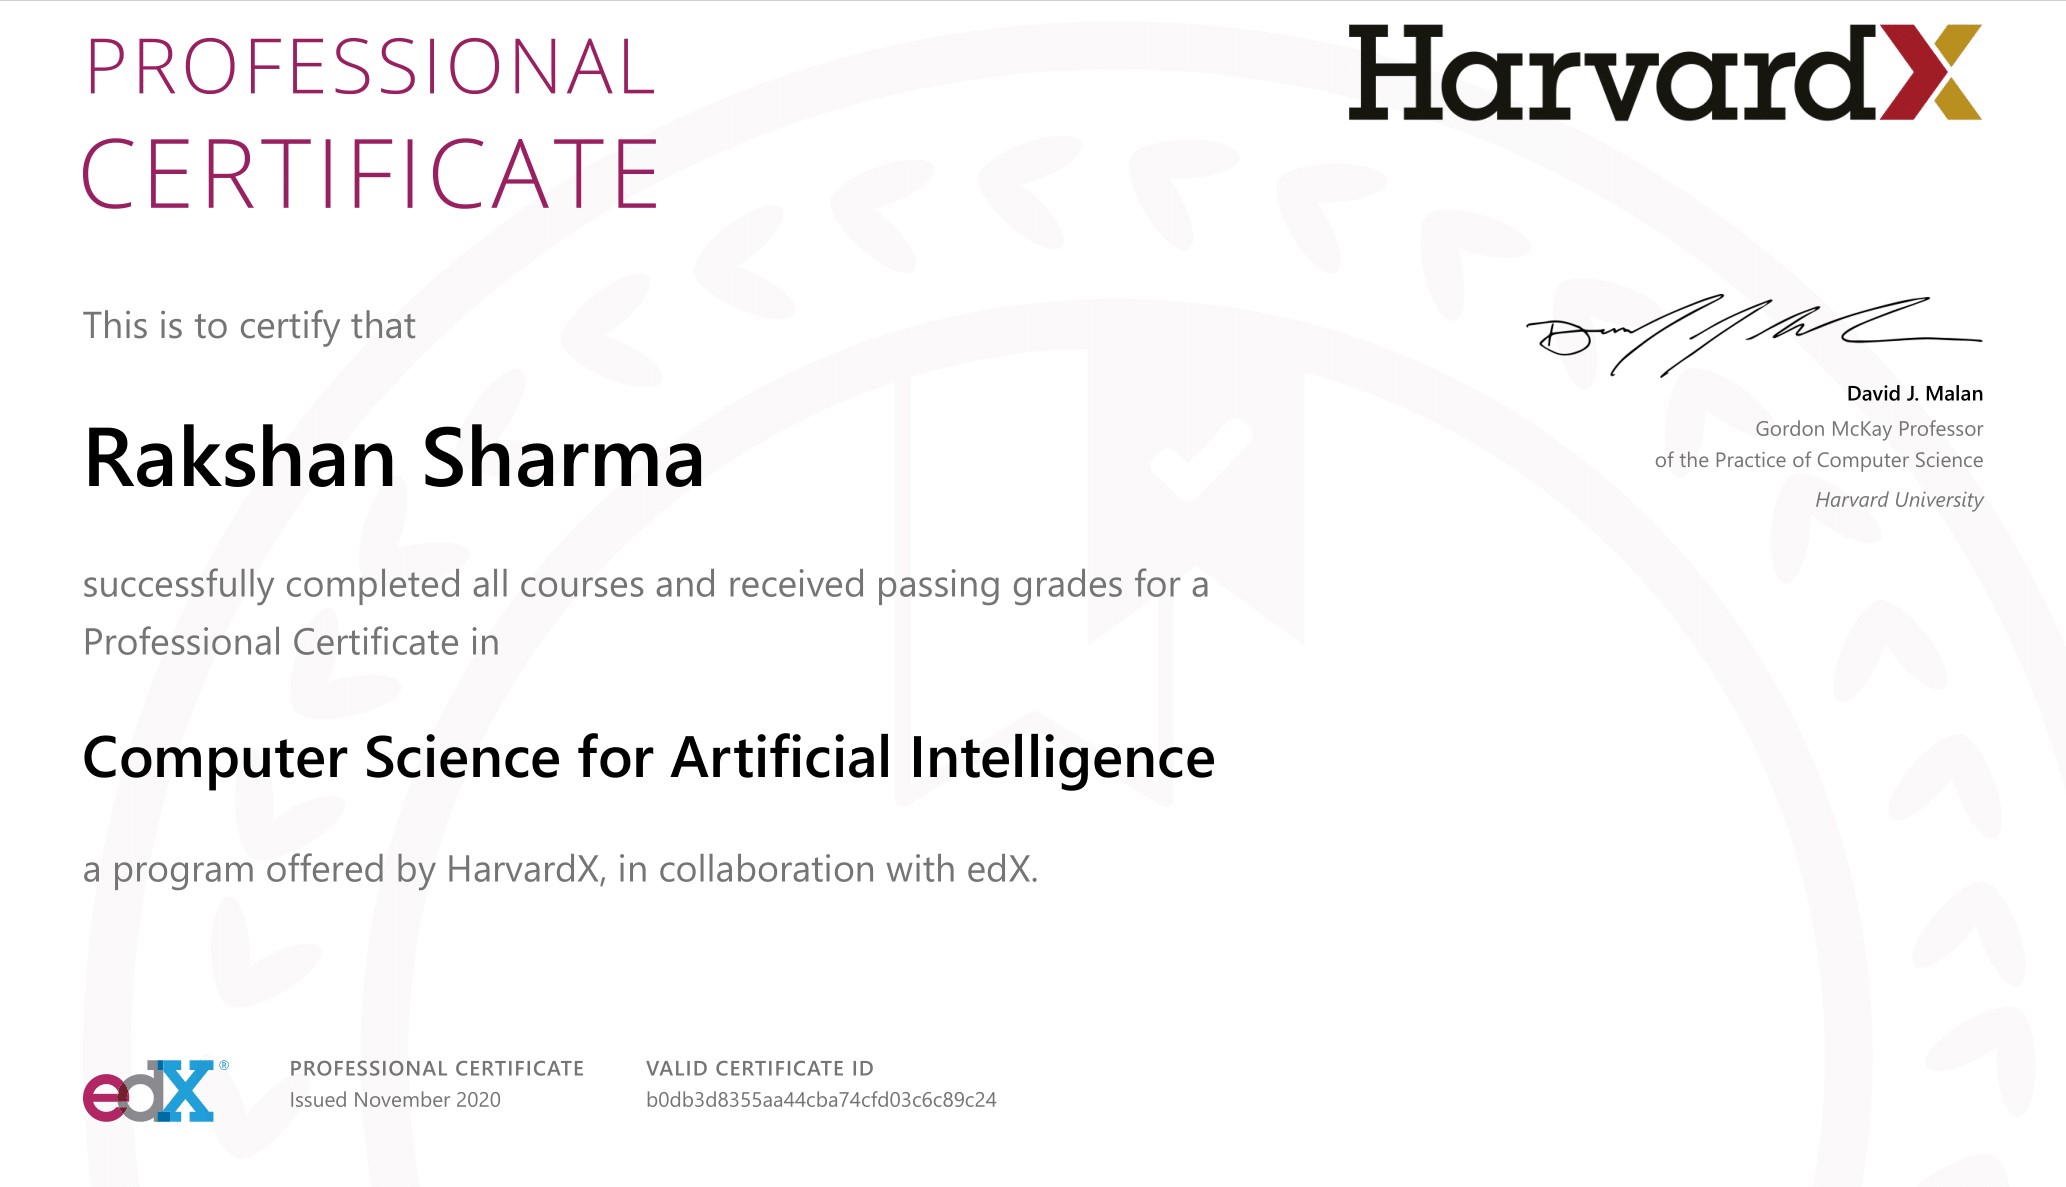 PROFESSIONAL
CERTIFICATE
HarvardX
This is to certify that
Rakshan Sharma
successfully completed all courses and received passing grades for a
Professional Certificate in
Computer Science for Artificial Intelligence
a program offered by HarvardX, in collaboration with edX.
David J. Malan
Gordon McKay Professor
of the Practice of Computer Science
Harvard University
edX®
PROFESSIONAL CERTIFICATE
Issued November 2020
VALID CERTIFICATE ID
b0db3d8355aa44cba74cfd03c6c89c24